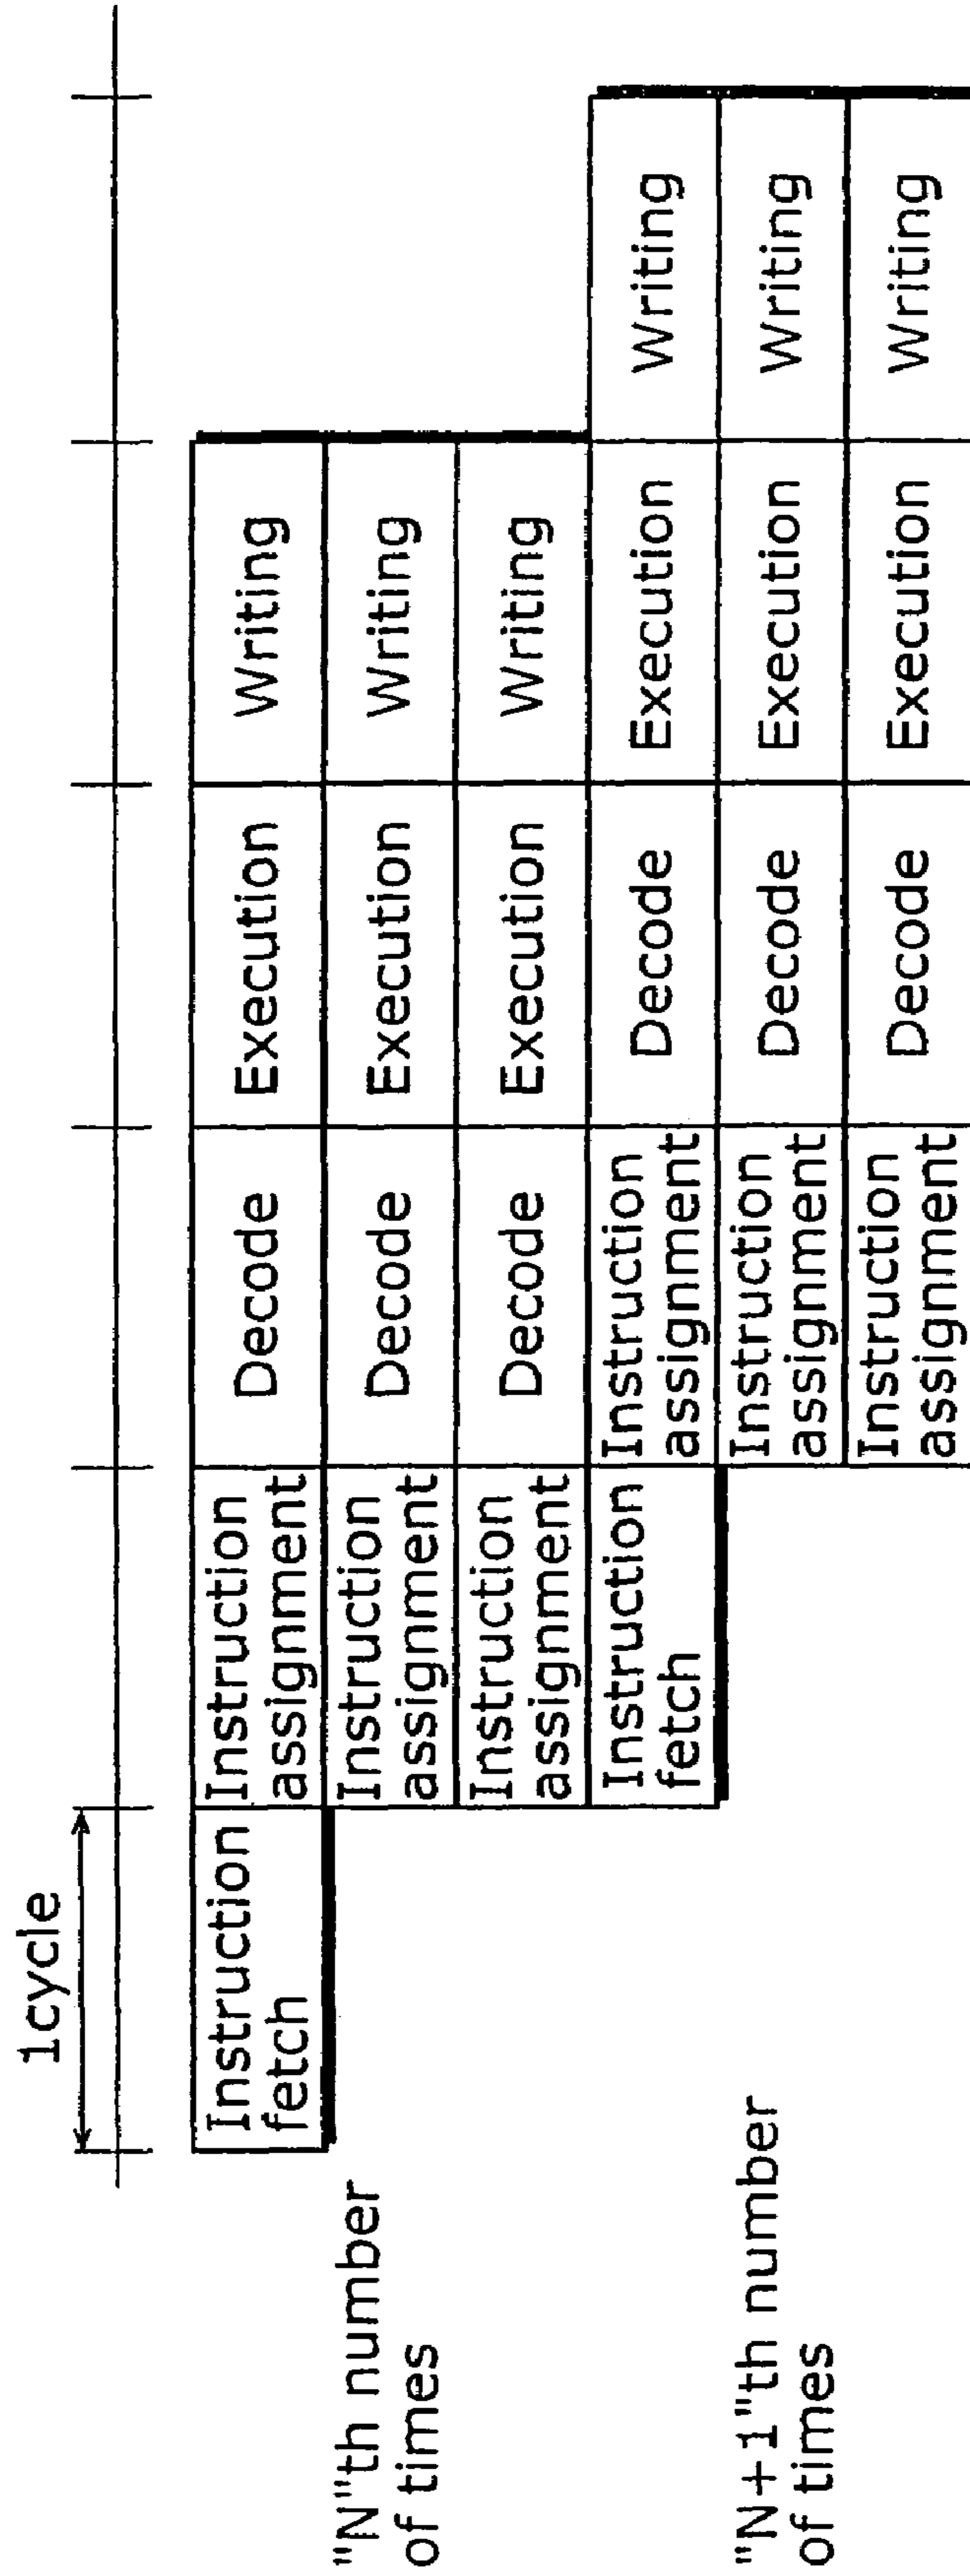 1cycle
Instruction
fetch
Instruction
assignment
Decode
Execution
Writing
"N"th number
of times
Instruction
assignment
Decode
Execution
Writing
Instruction
assignment
Decode
Execution
Writing
Instruction
fetch
Instruction
assignment
Decode
Execution
Writing
"N+1"th number
of times
Instruction
assignment
Decode
Execution
Writing
Instruction
assignment
Decode
Execution
Writing